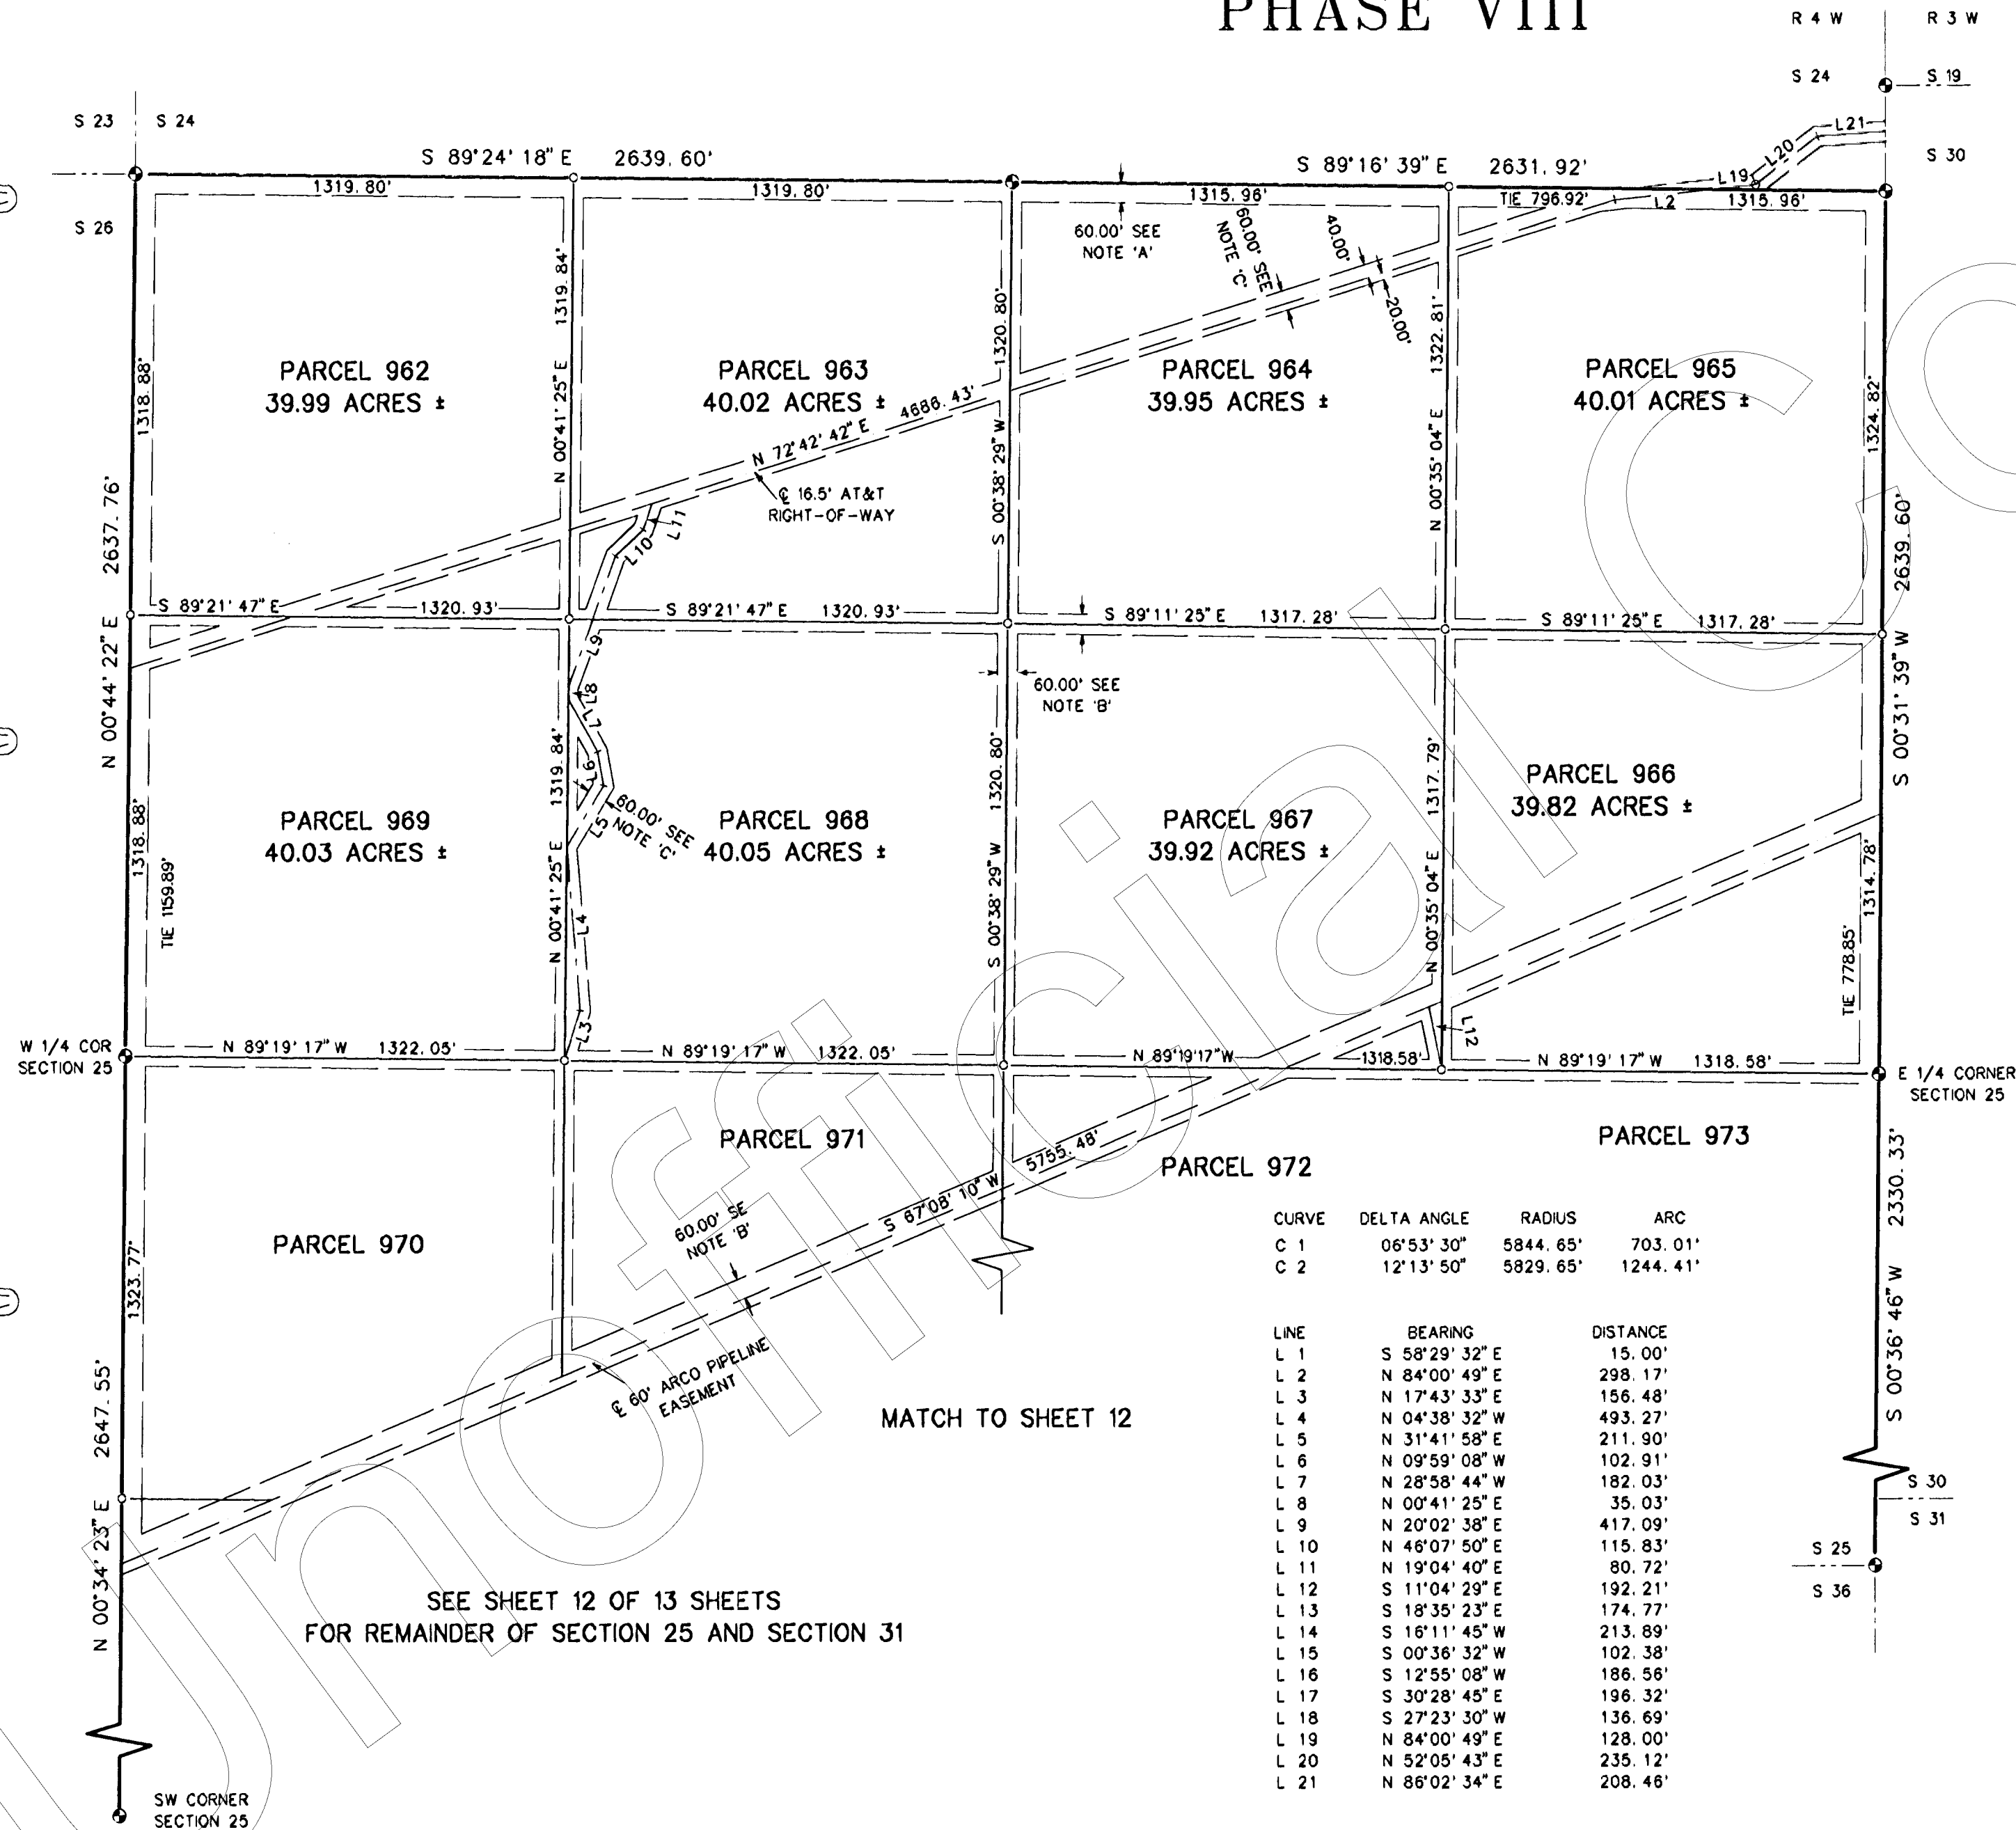 PHASE VIII
R 4 W
R 3 W
S 24
S 19
S 30
S 23
S 24
S 26
S 89°24'18" E 2639.60'
S 89°16'39" E 2631.92'
L21
L20
L19
1319.80'
1319.80'
1315.96'
TIE 796.92'
L2
1315.96'
60.00' SEE
NOTE 'A'
60.00' SEE
NOTE 'C'
40.00'
20.00'
1318.88'
1319.84'
1320.80'
1322.81'
1324.82'
PARCEL 962
39.99 ACRES ±
PARCEL 963
40.02 ACRES ±
PARCEL 964
39.95 ACRES ±
PARCEL 965
40.01 ACRES ±
N 00°41'25" E
S 00°38'29" W
N 00°35'04" E
N 72°42'42" E 4686.43'
℄ 16.5' AT&T
RIGHT-OF-WAY
L11
L10
N 00°44'22" E 2637.76'
S 00°31'39" W 2639.60'
S 89°21'47" E 1320.93'
S 89°21'47" E 1320.93'
S 89°11'25" E 1317.28'
S 89°11'25" E 1317.28'
L9
L8
L7
L6
L5
L4
L3
60.00' SEE
NOTE 'C'
60.00' SEE
NOTE 'B'
1318.88'
TIE 1159.89'
N 00°41'25" E 1319.84'
S 00°38'29" W 1320.80'
N 00°35'04" E 1317.79'
1314.78'
TIE 778.85'
PARCEL 969
40.03 ACRES ±
PARCEL 968
40.05 ACRES ±
PARCEL 967
39.92 ACRES ±
PARCEL 966
39.82 ACRES ±
L12
W 1/4 COR
SECTION 25
N 89°19'17" W 1322.05'
N 89°19'17" W 1322.05'
N 89°19'17" W 1318.58'
N 89°19'17" W 1318.58'
E 1/4 CORNER
SECTION 25
PARCEL 970
PARCEL 971
PARCEL 972
PARCEL 973
1323.77'
N 00°34'23" E 2647.55'
S 00°36'46" W 2330.33'
S 67°08'10" W 5755.48'
60.00' SE
NOTE 'B'
℄ 60' ARCO PIPELINE
EASEMENT
MATCH TO SHEET 12
CURVE DELTA ANGLE RADIUS ARC
C 1 06°53'30" 5844.65' 703.01'
C 2 12°13'50" 5829.65' 1244.41'
LINE BEARING DISTANCE
L 1 S 58°29'32" E 15.00'
L 2 N 84°00'49" E 298.17'
L 3 N 17°43'33" E 156.48'
L 4 N 04°38'32" W 493.27'
L 5 N 31°41'58" E 211.90'
L 6 N 09°59'08" W 102.91'
L 7 N 28°58'44" W 182.03'
L 8 N 00°41'25" E 35.03'
L 9 N 20°02'38" E 417.09'
L 10 N 46°07'50" E 115.83'
L 11 N 19°04'40" E 80.72'
L 12 S 11°04'29" E 192.21'
L 13 S 18°35'23" E 174.77'
L 14 S 16°11'45" W 213.89'
L 15 S 00°36'32" W 102.38'
L 16 S 12°55'08" W 186.56'
L 17 S 30°28'45" E 196.32'
L 18 S 27°23'30" W 136.69'
L 19 N 84°00'49" E 128.00'
L 20 N 52°05'43" E 235.12'
L 21 N 86°02'34" E 208.46'
S 30
S 31
S 25
S 36
SEE SHEET 12 OF 13 SHEETS
FOR REMAINDER OF SECTION 25 AND SECTION 31
SW CORNER
SECTION 25
Unofficial Co